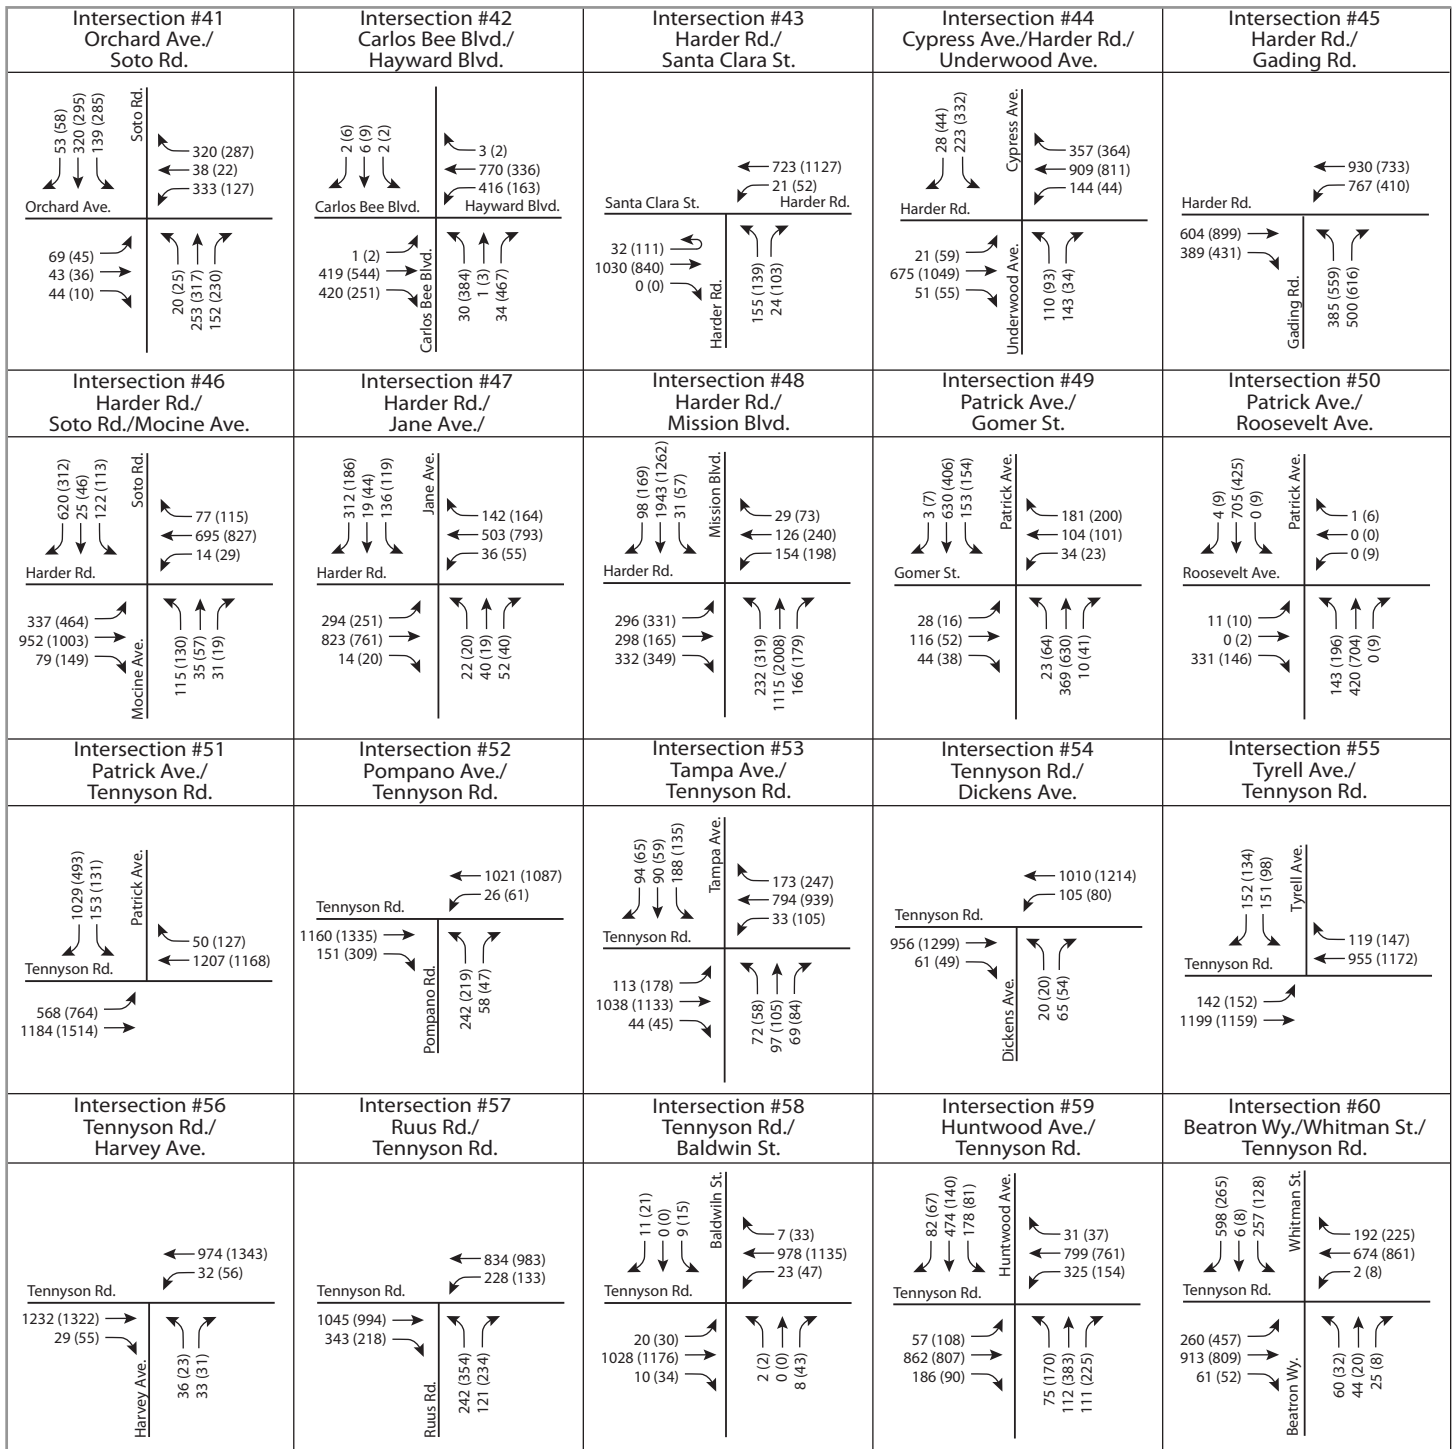 Intersection #41
Orchard Ave./
Soto Rd.
53 (58)
320 (295)
139 (285)
Soto Rd.
320 (287)
38 (22)
333 (127)
Orchard Ave.
69 (45)
43 (36)
44 (10)
20 (25)
253 (317)
152 (230)
Intersection #42
Carlos Bee Blvd./
Hayward Blvd.
2 (6)
6 (9)
2 (2)
3 (2)
770 (336)
416 (163)
Carlos Bee Blvd.
Hayward Blvd.
1 (2)
419 (544)
420 (251)
Carlos Bee Blvd.
30 (384)
1 (3)
34 (467)
Intersection #43
Harder Rd./
Santa Clara St.
723 (1127)
21 (52)
Santa Clara St.
Harder Rd.
32 (111)
1030 (840)
0 (0)
Harder Rd.
155 (139)
24 (103)
Intersection #44
Cypress Ave./Harder Rd./
Underwood Ave.
28 (44)
223 (332)
Cypress Ave.
357 (364)
909 (811)
144 (44)
Harder Rd.
21 (59)
675 (1049)
51 (55)
Underwood Ave.
110 (93)
143 (34)
Intersection #45
Harder Rd./
Gading Rd.
930 (733)
767 (410)
Harder Rd.
604 (899)
389 (431)
Gading Rd.
385 (559)
500 (616)
Intersection #46
Harder Rd./
Soto Rd./Mocine Ave.
620 (312)
25 (46)
122 (113)
Soto Rd.
77 (115)
695 (827)
14 (29)
Harder Rd.
337 (464)
952 (1003)
79 (149)
Mocine Ave.
115 (130)
35 (57)
31 (19)
Intersection #47
Harder Rd./
Jane Ave./
312 (186)
19 (44)
136 (119)
Jane Ave.
142 (164)
503 (793)
36 (55)
Harder Rd.
294 (251)
823 (761)
14 (20)
22 (20)
40 (19)
52 (40)
Intersection #48
Harder Rd./
Mission Blvd.
98 (169)
1943 (1262)
31 (57)
Mission Blvd.
29 (73)
126 (240)
154 (198)
Harder Rd.
296 (331)
298 (165)
332 (349)
232 (319)
1115 (2008)
166 (179)
Intersection #49
Patrick Ave./
Gomer St.
3 (7)
630 (406)
153 (154)
Patrick Ave.
181 (200)
104 (101)
34 (23)
Gomer St.
28 (16)
116 (52)
44 (38)
23 (64)
369 (630)
10 (41)
Intersection #50
Patrick Ave./
Roosevelt Ave.
4 (9)
705 (425)
0 (9)
Patrick Ave.
1 (6)
0 (0)
0 (9)
Roosevelt Ave.
11 (10)
0 (2)
331 (146)
143 (196)
420 (704)
0 (9)
Intersection #51
Patrick Ave./
Tennyson Rd.
1029 (493)
153 (131)
Patrick Ave.
50 (127)
1207 (1168)
Tennyson Rd.
568 (764)
1184 (1514)
Intersection #52
Pompano Ave./
Tennyson Rd.
1021 (1087)
26 (61)
Tennyson Rd.
1160 (1335)
151 (309)
Pompano Rd.
242 (219)
58 (47)
Intersection #53
Tampa Ave./
Tennyson Rd.
94 (65)
90 (59)
188 (135)
Tampa Ave.
173 (247)
794 (939)
33 (105)
Tennyson Rd.
113 (178)
1038 (1133)
44 (45)
72 (58)
97 (105)
69 (84)
Intersection #54
Tennyson Rd./
Dickens Ave.
1010 (1214)
105 (80)
Tennyson Rd.
956 (1299)
61 (49)
Dickens Ave.
20 (20)
65 (54)
Intersection #55
Tyrell Ave./
Tennyson Rd.
152 (134)
151 (98)
Tyrell Ave.
119 (147)
955 (1172)
Tennyson Rd.
142 (152)
1199 (1159)
Intersection #56
Tennyson Rd./
Harvey Ave.
974 (1343)
32 (56)
Tennyson Rd.
1232 (1322)
29 (55)
Harvey Ave.
36 (23)
33 (31)
Intersection #57
Ruus Rd./
Tennyson Rd.
834 (983)
228 (133)
Tennyson Rd.
1045 (994)
343 (218)
Ruus Rd.
242 (354)
121 (234)
Intersection #58
Tennyson Rd./
Baldwin St.
11 (21)
0 (0)
9 (15)
Baldwiln St.
7 (33)
978 (1135)
23 (47)
Tennyson Rd.
20 (30)
1028 (1176)
10 (34)
2 (2)
0 (0)
8 (43)
Intersection #59
Huntwood Ave./
Tennyson Rd.
82 (67)
474 (140)
178 (81)
Huntwood Ave.
31 (37)
799 (761)
325 (154)
Tennyson Rd.
57 (108)
862 (807)
186 (90)
75 (170)
112 (383)
111 (225)
Intersection #60
Beatron Wy./Whitman St./
Tennyson Rd.
598 (265)
6 (8)
257 (128)
Whitman St.
192 (225)
674 (861)
2 (8)
Tennyson Rd.
260 (457)
913 (809)
61 (52)
Beatron Wy.
60 (32)
44 (20)
25 (8)